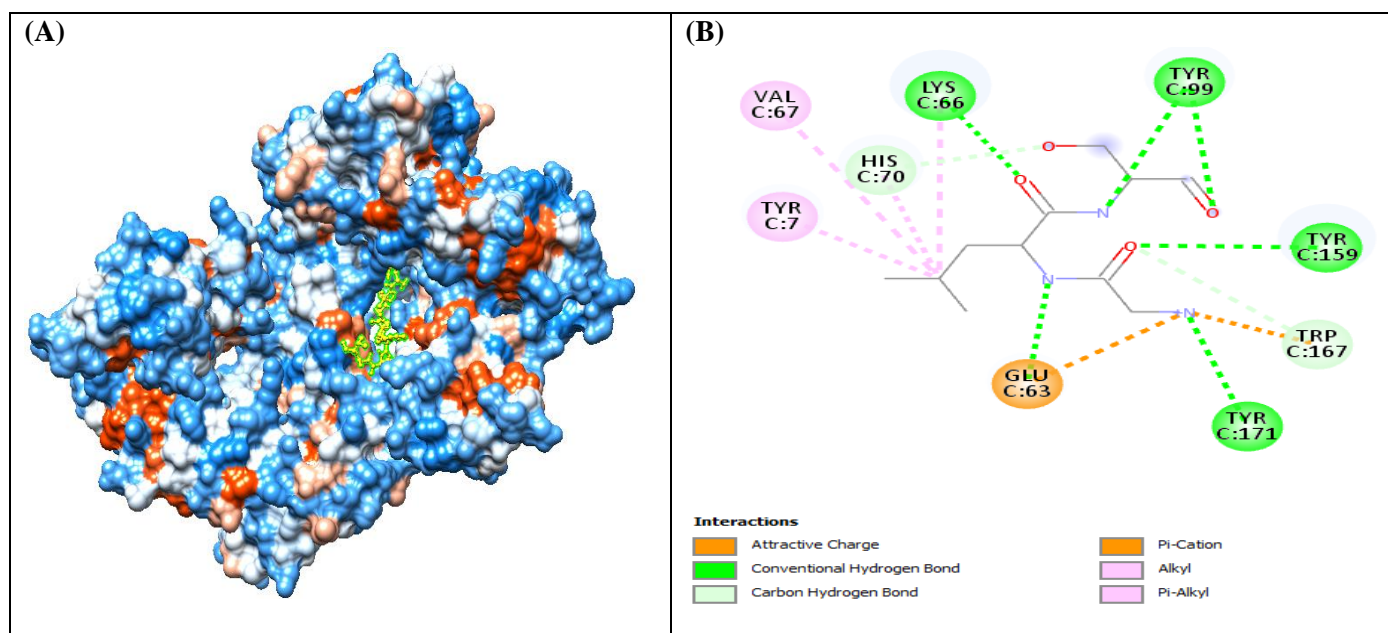 (A)
(B)
TYR
C:99
LYS
C:66
VAL
C:67
HIS
C:70
TYR
C:7
O
O
N
O
O
TYR
C:159
N
N
TRP
C:167
GLU
C:63
TYR
C:171
Interactions
Attractive Charge
Conventional Hydrogen Bond
Carbon Hydrogen Bond
Pi-Cation
Alkyl
Pi-Alkyl